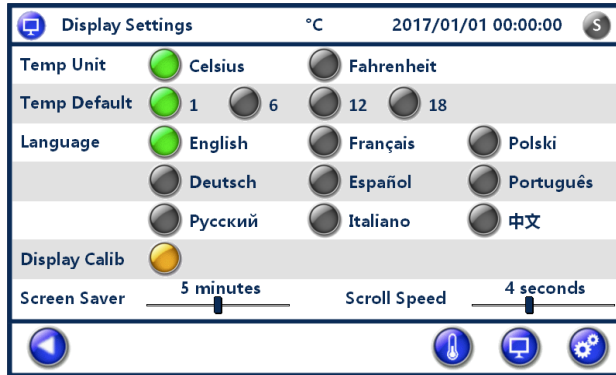 Display Settings °C 2017/01/01 00:00:00 S
Temp Unit Celsius Fahrenheit
Temp Default 1 6 12 18
Language English Français Polski
Deutsch Español Português
Русский Italiano 中文
Display Calib
Screen Saver 5 minutes Scroll Speed 4 seconds